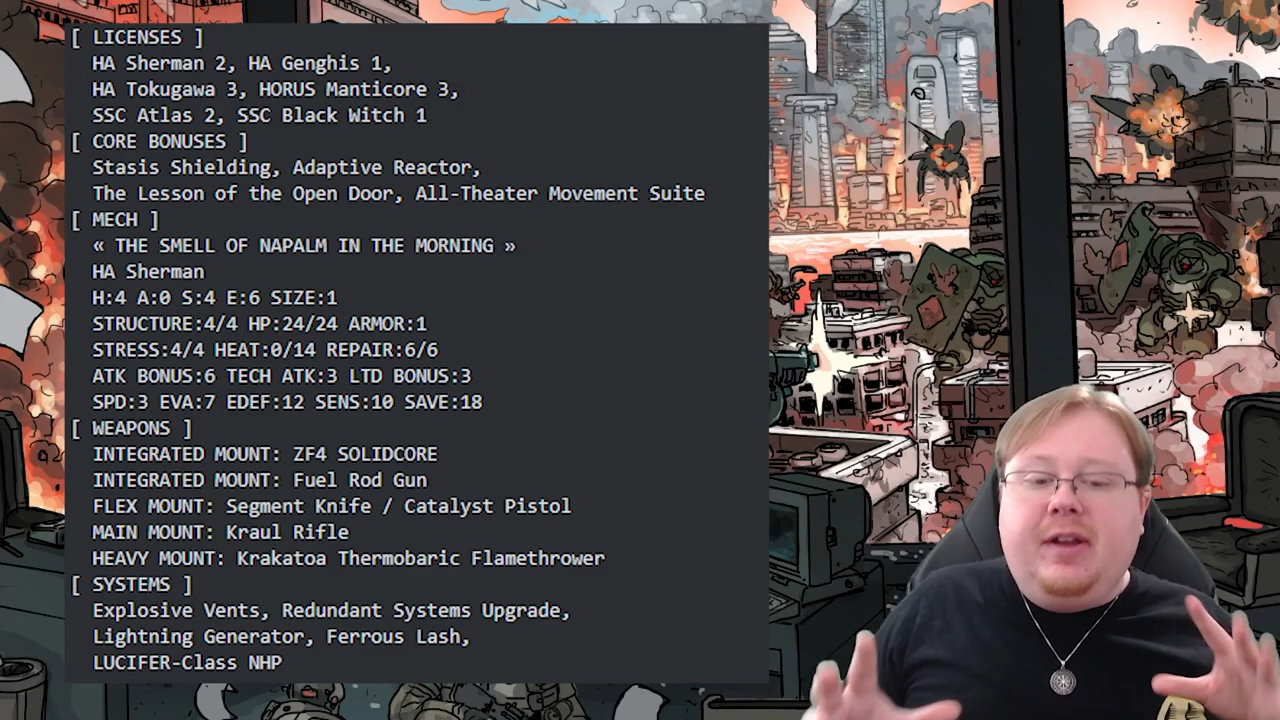 [ LICENSES ]
HA Sherman 2, HA Genghis 1,
HA Tokugawa 3, HORUS Manticore 3,
SSC Atlas 2, SSC Black Witch 1
[ CORE BONUSES ]
Stasis Shielding, Adaptive Reactor,
The Lesson of the Open Door, All-Theater Movement Suite
[ MECH ]
« THE SMELL OF NAPALM IN THE MORNING »
HA Sherman
H:4 A:0 S:4 E:6 SIZE:1
STRUCTURE:4/4 HP:24/24 ARMOR:1
STRESS:4/4 HEAT:0/14 REPAIR:6/6
ATK BONUS:6 TECH ATK:3 LTD BONUS:3
SPD:3 EVA:7 EDEF:12 SENS:10 SAVE:18
[ WEAPONS ]
INTEGRATED MOUNT: ZF4 SOLIDCORE
INTEGRATED MOUNT: Fuel Rod Gun
FLEX MOUNT: Segment Knife / Catalyst Pistol
MAIN MOUNT: Kraul Rifle
HEAVY MOUNT: Krakatoa Thermobaric Flamethrower
[ SYSTEMS ]
Explosive Vents, Redundant Systems Upgrade,
Lightning Generator, Ferrous Lash,
LUCIFER-Class NHP